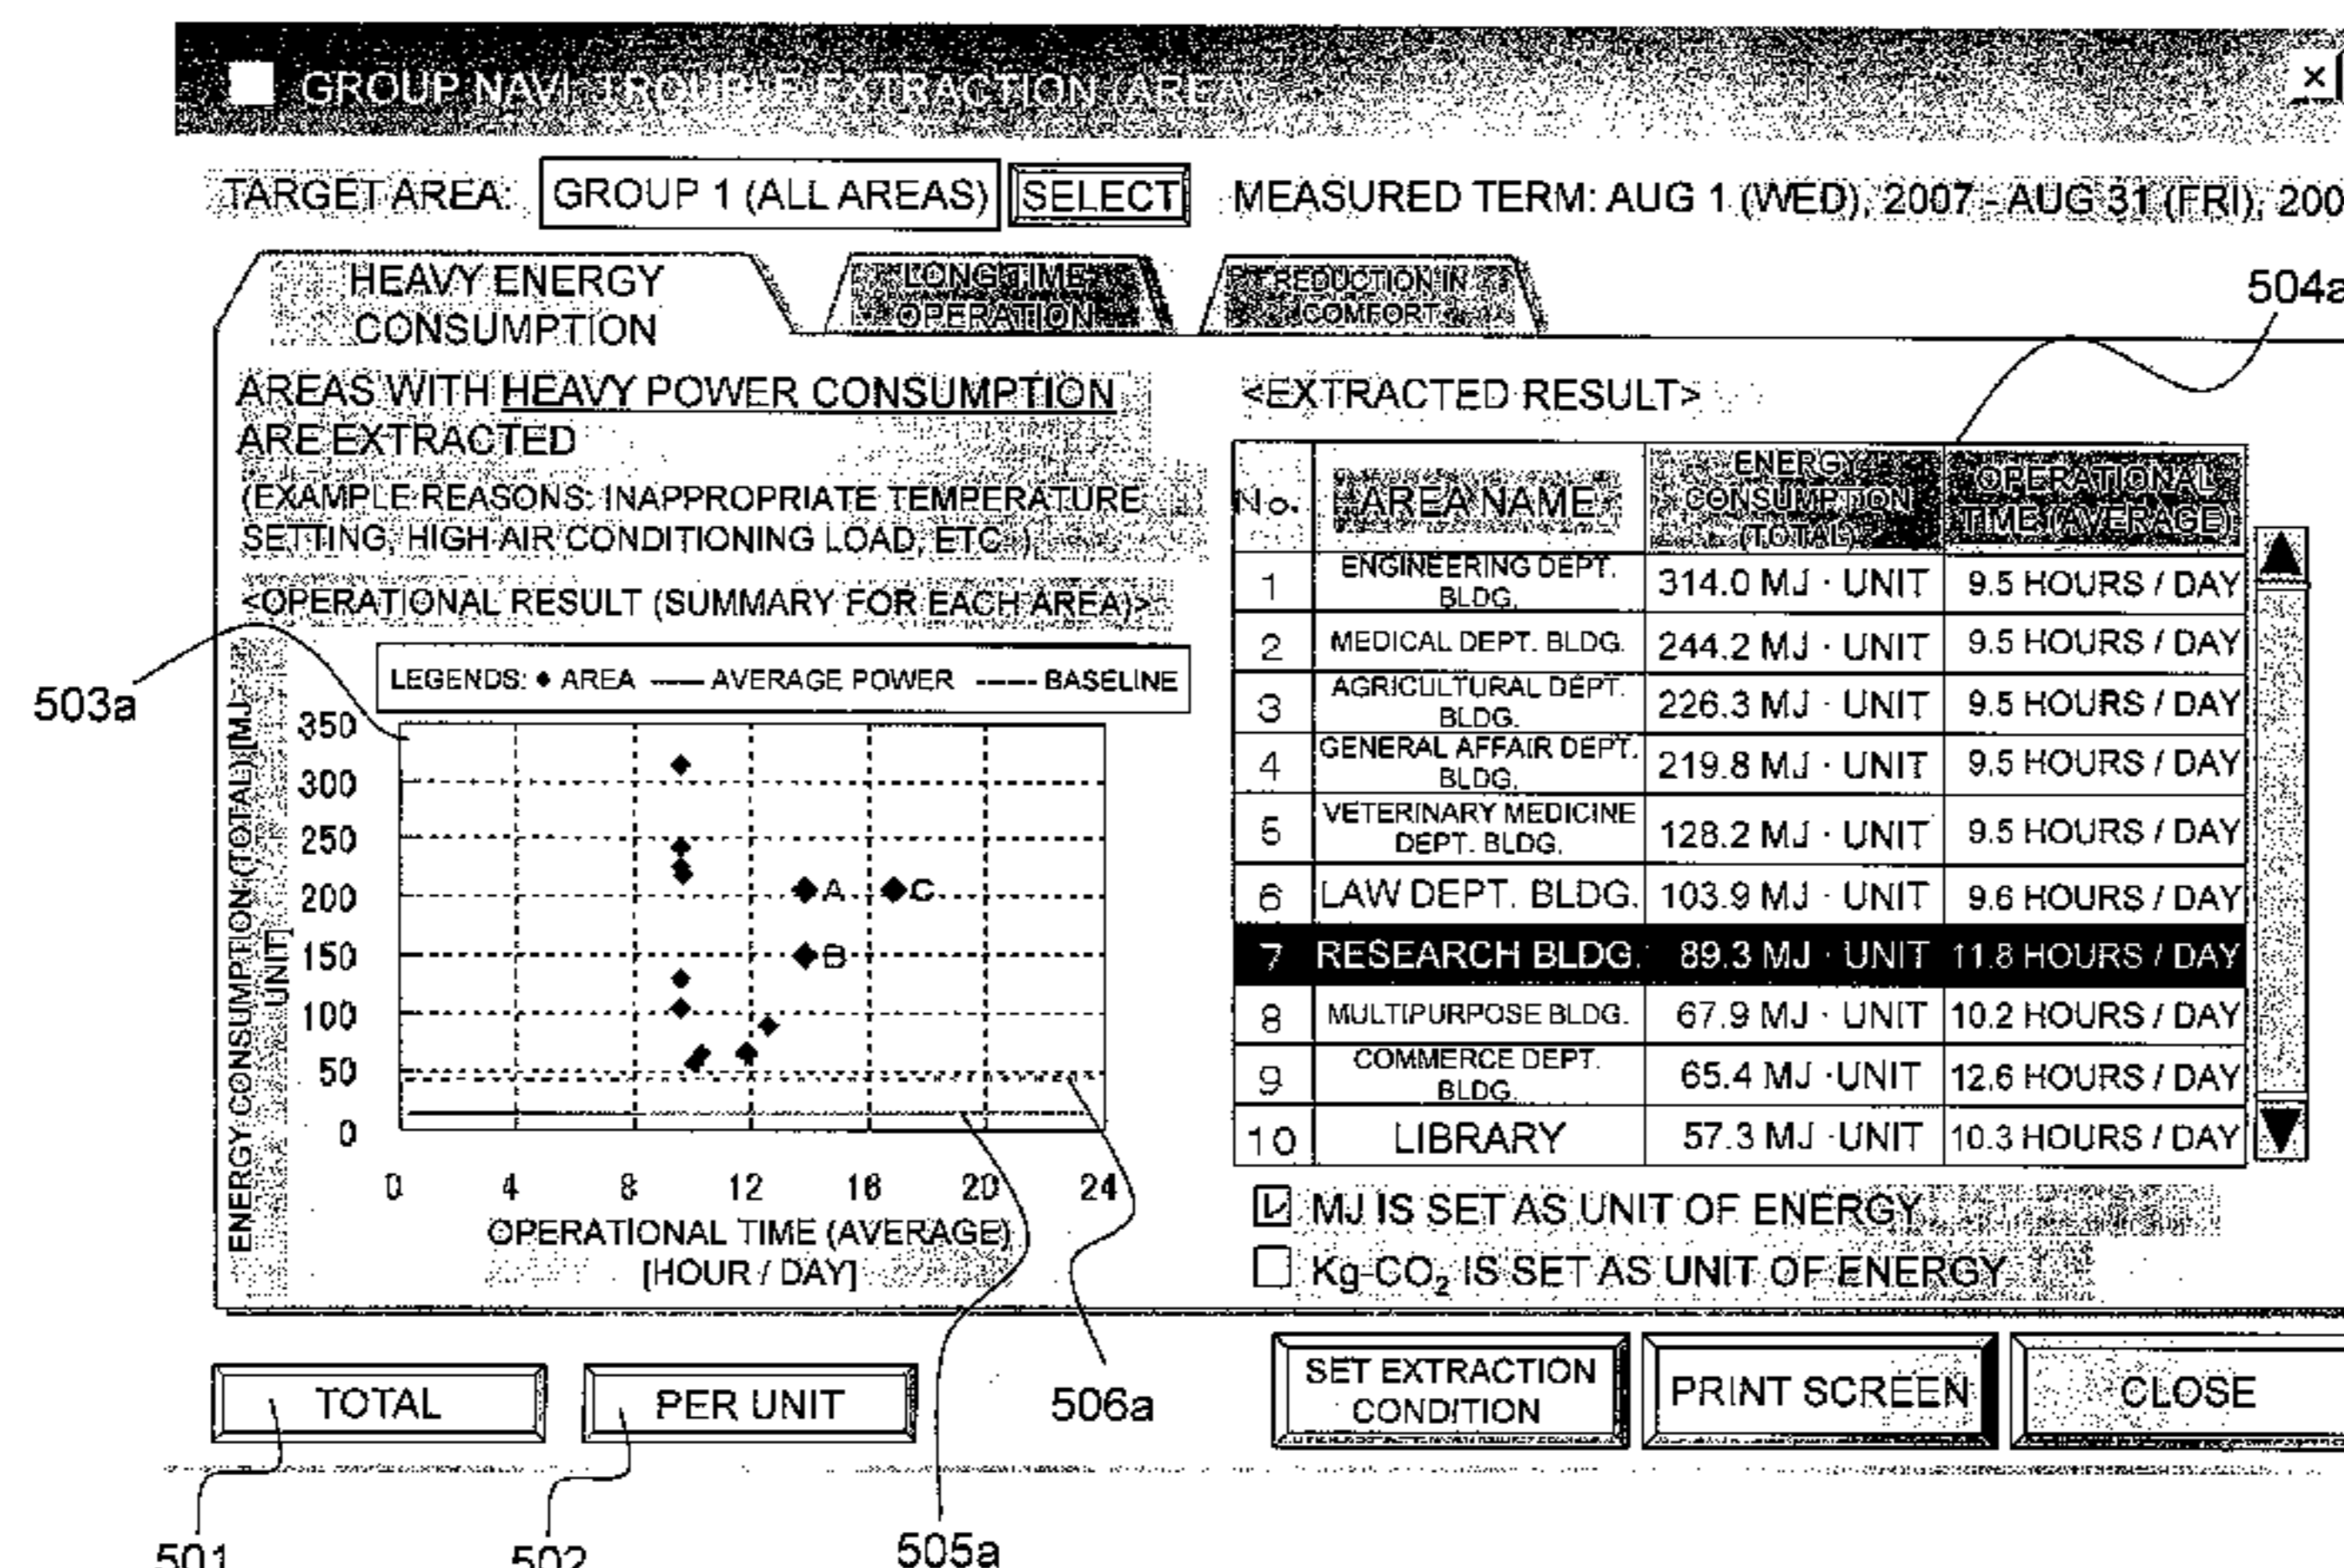 GROUP NAVI: TROUBLE EXTRACTION (AREA)
×
TARGET AREA: GROUP 1 (ALL AREAS) SELECT MEASURED TERM: AUG 1 (WED), 2007 - AUG 31 (FRI), 200
HEAVY ENERGY
CONSUMPTION
LONG TIME
OPERATION
REDUCTION IN
COMFORT
504a
AREAS WITH HEAVY POWER CONSUMPTION
ARE EXTRACTED
(EXAMPLE REASONS: INAPPROPRIATE TEMPERATURE
SETTING, HIGH AIR CONDITIONING LOAD, ETC.)
<OPERATIONAL RESULT (SUMMARY FOR EACH AREA)>
503a
LEGENDS: ◆ AREA —— AVERAGE POWER ---- BASELINE
ENERGY CONSUMPTION (TOTAL) [MJ·
UNIT]
350
300
250
200
150
100
50
0
A
C
B
0 4 8 12 16 20 24
OPERATIONAL TIME (AVERAGE)
[HOUR / DAY]
<EXTRACTED RESULT>
No. AREA NAME ENERGY CONSUMPTION (TOTAL) OPERATIONAL TIME (AVERAGE)
1 ENGINEERING DEPT. BLDG. 314.0 MJ · UNIT 9.5 HOURS / DAY
2 MEDICAL DEPT. BLDG. 244.2 MJ · UNIT 9.5 HOURS / DAY
3 AGRICULTURAL DEPT. BLDG. 226.3 MJ · UNIT 9.5 HOURS / DAY
4 GENERAL AFFAIR DEPT. BLDG. 219.8 MJ · UNIT 9.5 HOURS / DAY
5 VETERINARY MEDICINE DEPT. BLDG. 128.2 MJ · UNIT 9.5 HOURS / DAY
6 LAW DEPT. BLDG. 103.9 MJ · UNIT 9.6 HOURS / DAY
7 RESEARCH BLDG. 89.3 MJ · UNIT 11.8 HOURS / DAY
8 MULTIPURPOSE BLDG. 67.9 MJ · UNIT 10.2 HOURS / DAY
9 COMMERCE DEPT. BLDG. 65.4 MJ · UNIT 12.6 HOURS / DAY
10 LIBRARY 57.3 MJ · UNIT 10.3 HOURS / DAY
MJ IS SET AS UNIT OF ENERGY
Kg-CO₂ IS SET AS UNIT OF ENERGY
TOTAL
PER UNIT
506a
SET EXTRACTION
CONDITION
PRINT SCREEN
CLOSE
501
502
505a